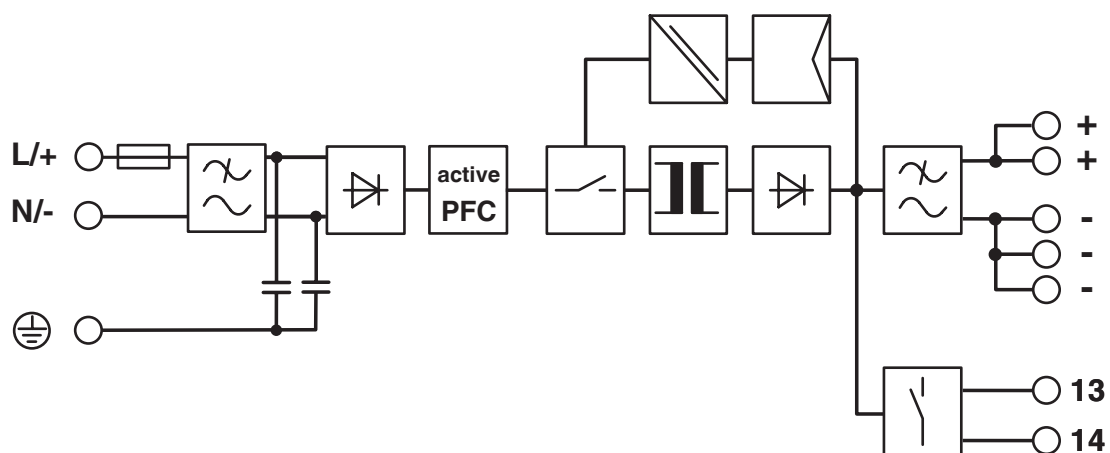 L/+
N/-
active
PFC
+
+
-
-
-
13
14